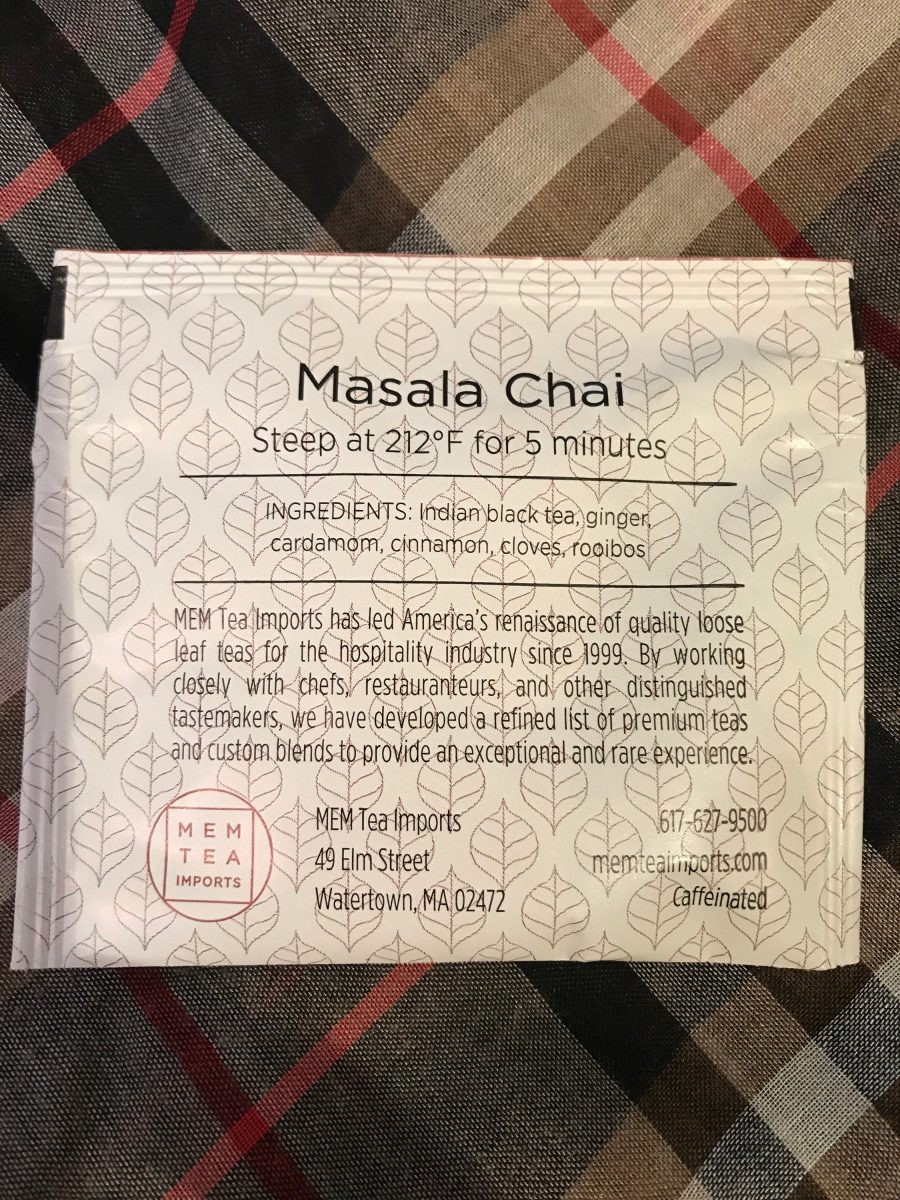 Masala Chai
Steep at 212°F for 5 minutes
INGREDIENTS: Indian black tea, ginger,
cardamom, cinnamon, cloves, rooibos
MEM Tea Imports has led America's renaissance of quality loose
leaf teas for the hospitality industry since 1999. By working
closely with chefs, restauranteurs, and other distinguished
tastemakers, we have developed a refined list of premium teas
and custom blends to provide an exceptional and rare experience.
MEM
TEA
IMPORTS
MEM Tea Imports
49 Elm Street
Watertown, MA 02472
617-627-9500
memteaimports.com
Caffeinated